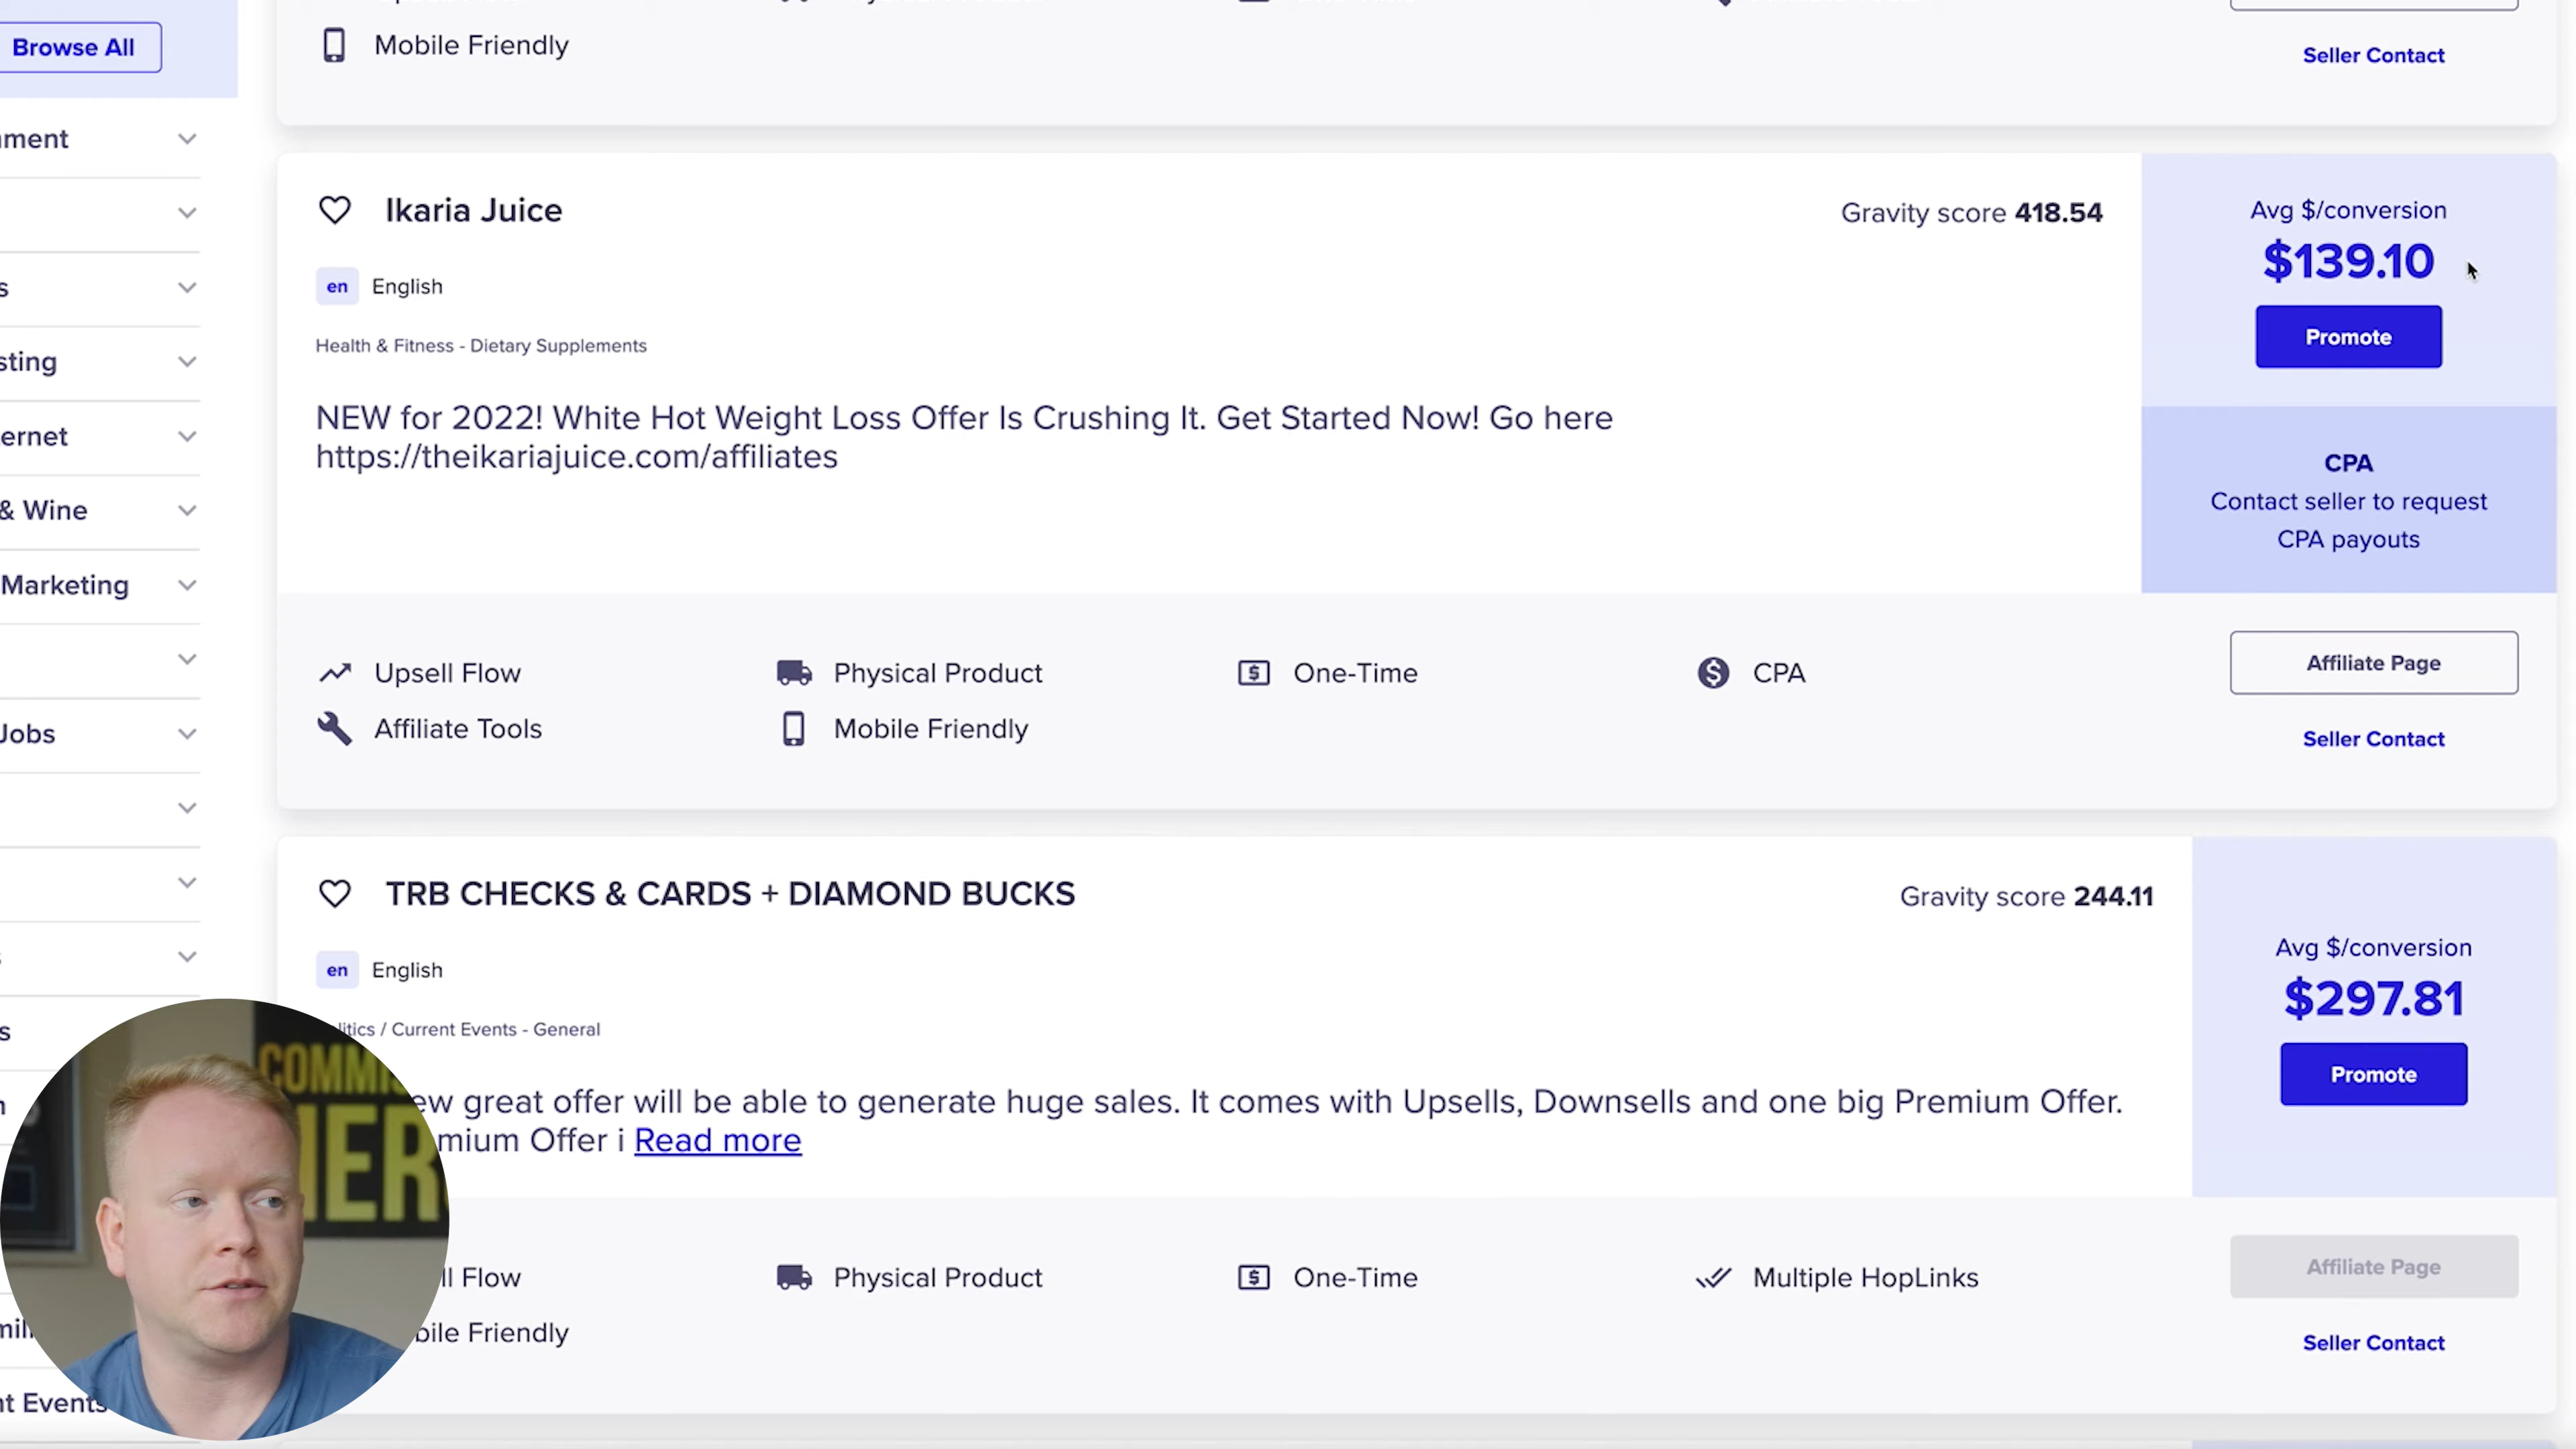 Browse All
Mobile Friendly
Seller Contact
nment
s
sting
ernet
& Wine
Marketing
Jobs
s
Ikaria Juice
Gravity score 418.54
en English
Health & Fitness - Dietary Supplements
NEW for 2022! White Hot Weight Loss Offer Is Crushing It. Get Started Now! Go here
https://theikariajuice.com/affiliates
Avg $/conversion
$139.10
Promote
CPA
Contact seller to request
CPA payouts
Upsell Flow
Physical Product
One-Time
CPA
Affiliate Tools
Mobile Friendly
Affiliate Page
Seller Contact
TRB CHECKS & CARDS + DIAMOND BUCKS
Gravity score 244.11
en English
litics / Current Events - General
ew great offer will be able to generate huge sales. It comes with Upsells, Downsells and one big Premium Offer.
mium Offer i Read more
Avg $/conversion
$297.81
Promote
ll Flow
Physical Product
One-Time
Multiple HopLinks
bile Friendly
Affiliate Page
Seller Contact
nt Events
COMMIS
HERO